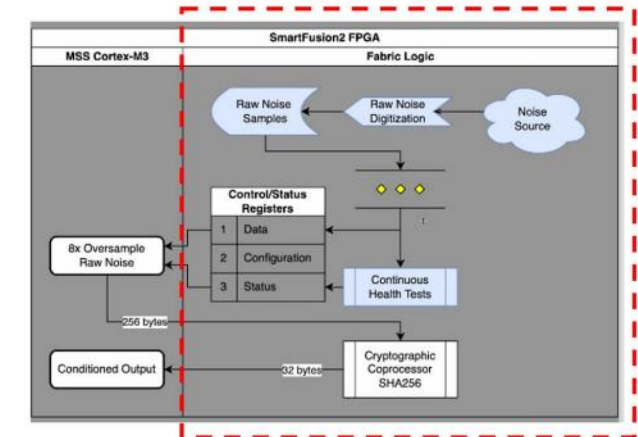 SmartFusion2 FPGA
MSS Cortex-M3
Fabric Logic
Raw Noise
Samples
Raw Noise
Digitization
Noise
Source
Control/Status
Registers
1 Data
2 Configuration
3 Status
8x Oversample
Raw Noise
Continuous
Health Tests
256 bytes
Cryptographic
Coprocessor
SHA256
32 bytes
Conditioned Output